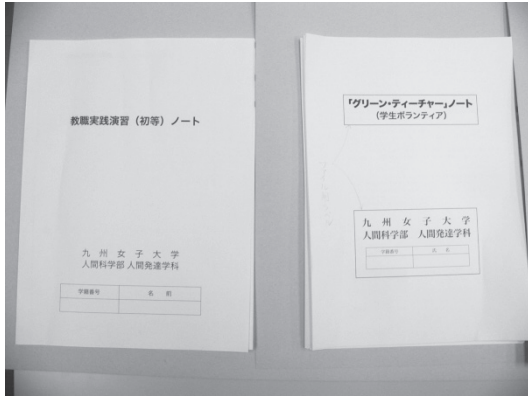 教職実践演習（初等）ノート
九州女子大学
人間科学部 人間発達学科
学籍番号
名 前
「グリーン・ティーチャー」ノート
（学生ボランティア）
九州女子大学
人間科学部 人間発達学科
学籍番号
氏 名